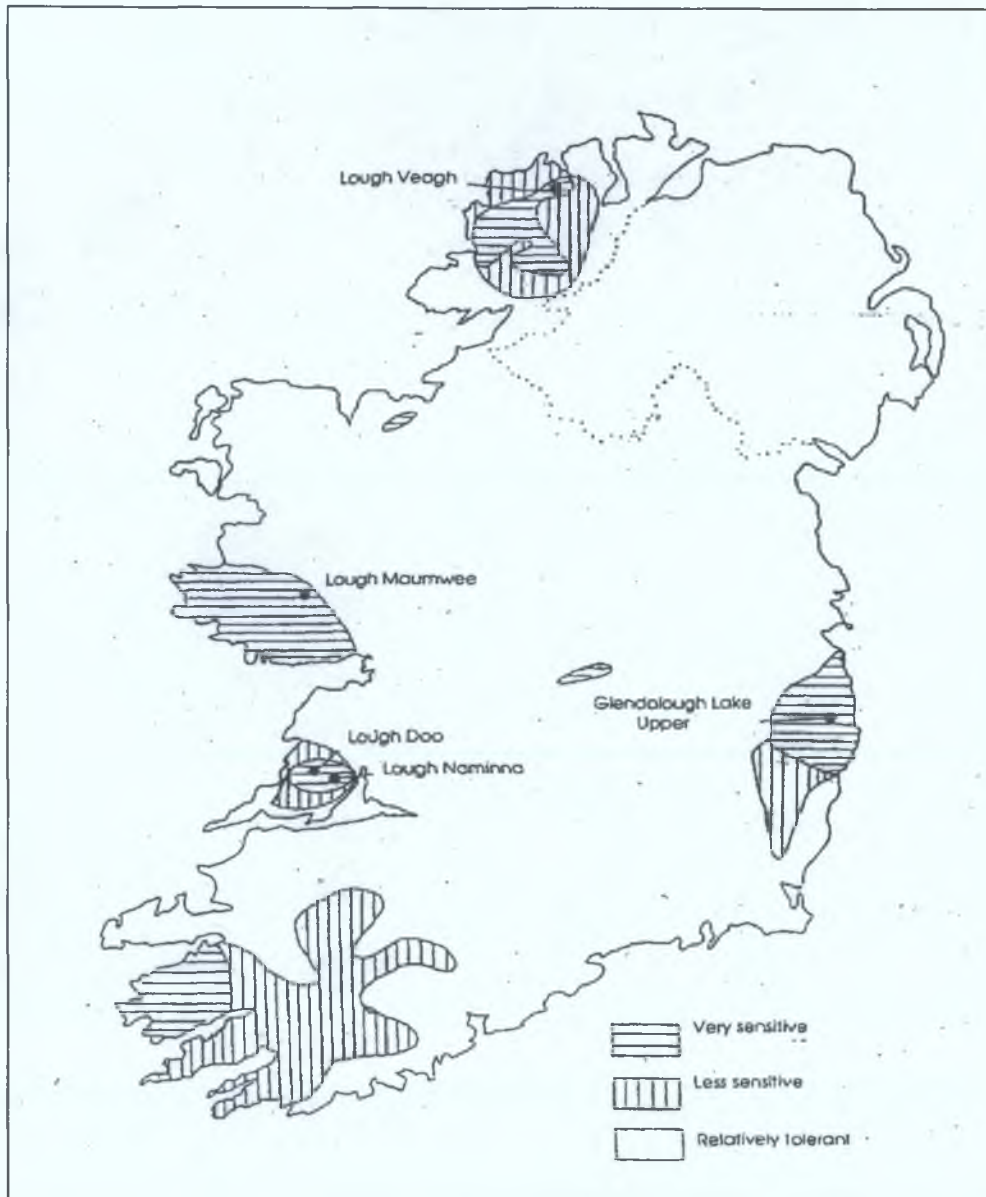 Lough Veagh
Lough Maumwee
Glendalough Lake
Upper
Lough Doo
Lough Naminna
Very sensitive
Less sensitive
Relatively tolerant